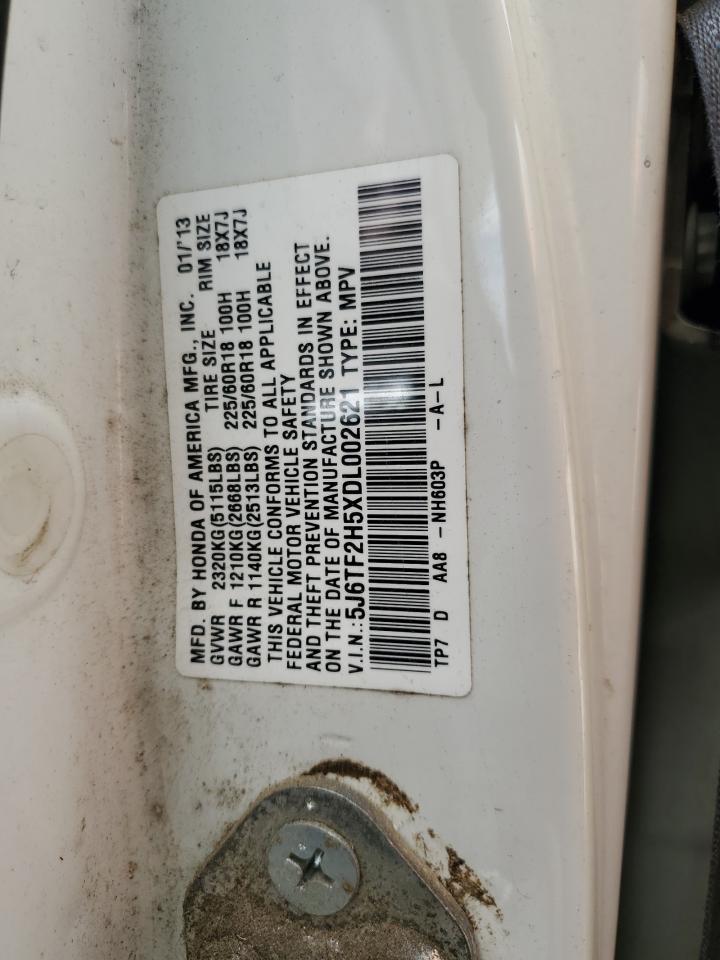 MFD. BY HONDA OF AMERICA MFG., INC. 01/'13
GVWR 2320KG(5115LBS) TIRE SIZE RIM SIZE
GAWR F 1210KG(2668LBS) 225/60R18 100H 18X7J
GAWR R 1140KG(2513LBS) 225/60R18 100H 18X7J
THIS VEHICLE CONFORMS TO ALL APPLICABLE
FEDERAL MOTOR VEHICLE SAFETY
AND THEFT PREVENTION STANDARDS IN EFFECT
ON THE DATE OF MANUFACTURE SHOWN ABOVE.
V.I.N.:5J6TF2H5XDL002621 TYPE: MPV
TP7 D AA8 -NH603P -A-L